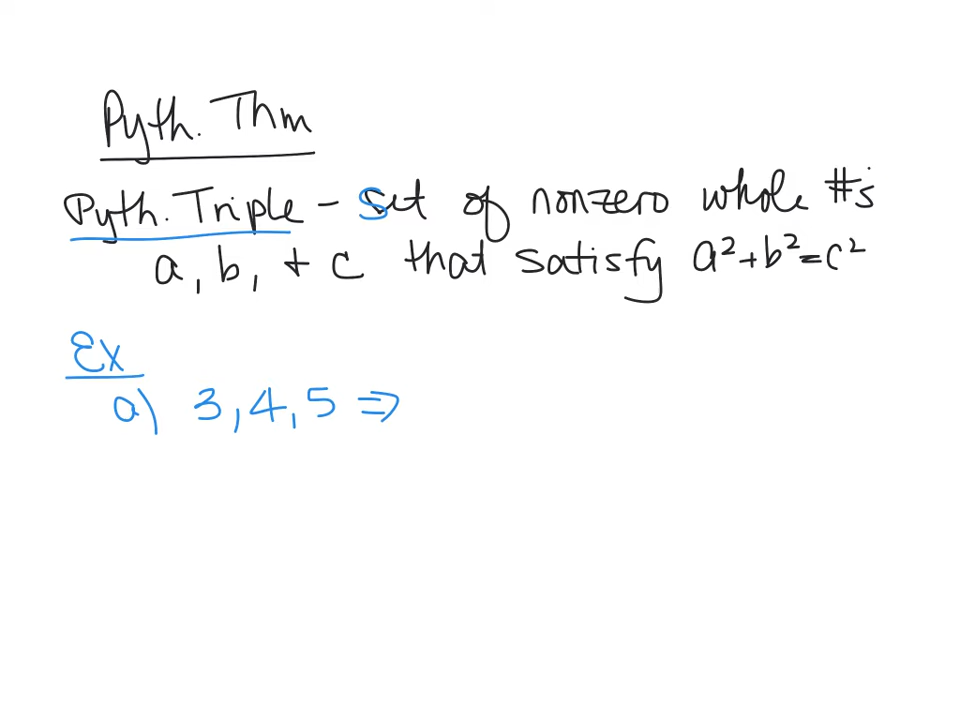 Pyth. Thm
Pyth. Triple - set of nonzero whole #'s
a, b, + c that satisfy a²+b²=c²
Ex
a) 3, 4, 5 ⇒